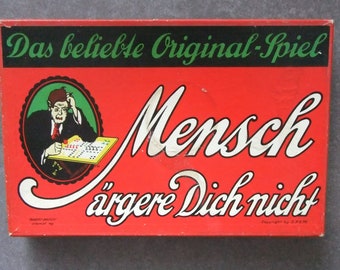 Das beliebte Original-Spiel
Mensch
ärgere Dich nicht